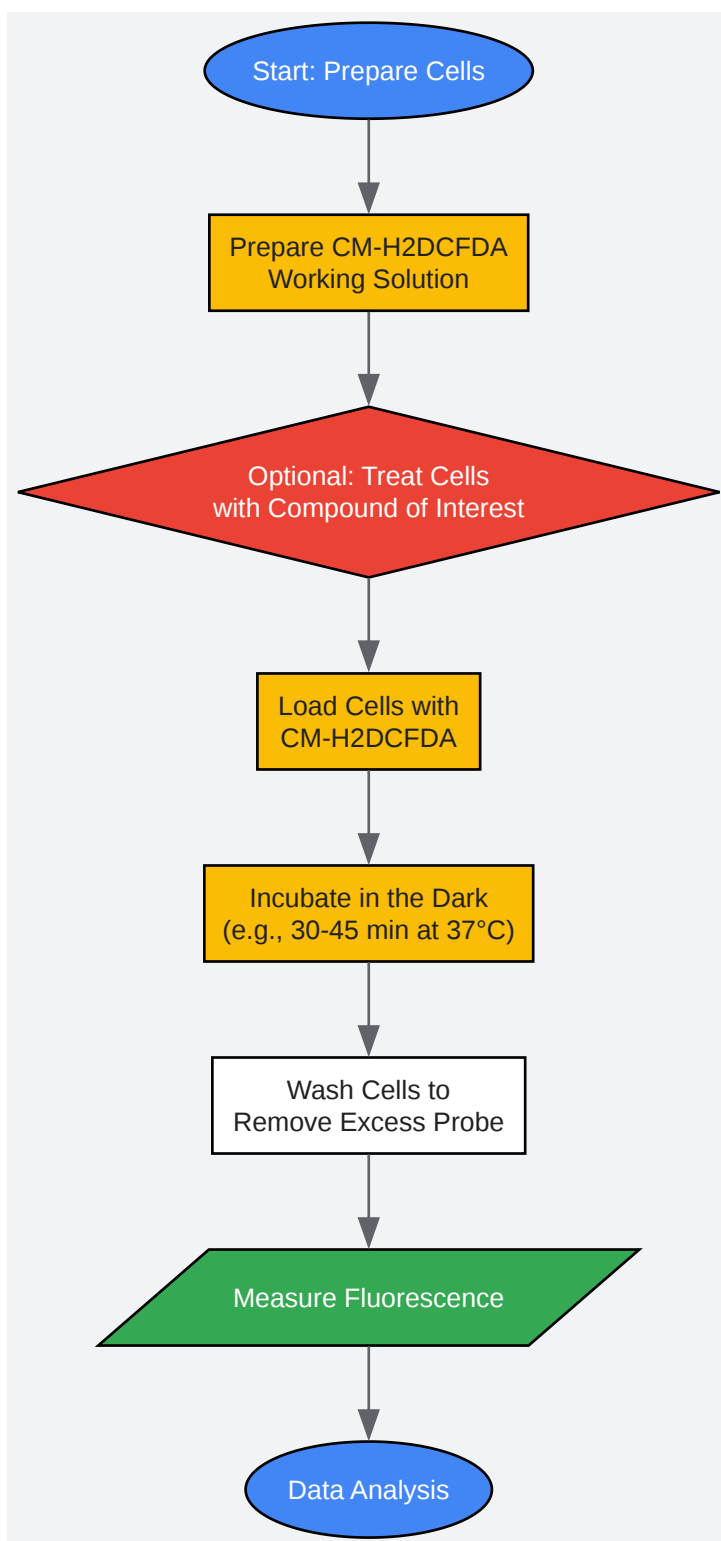 Start: Prepare Cells
Prepare CM-H2DCFDA
Working Solution
Optional: Treat Cells
with Compound of Interest
Load Cells with
CM-H2DCFDA
Incubate in the Dark
(e.g., 30-45 min at 37°C)
Wash Cells to
Remove Excess Probe
Measure Fluorescence
Data Analysis